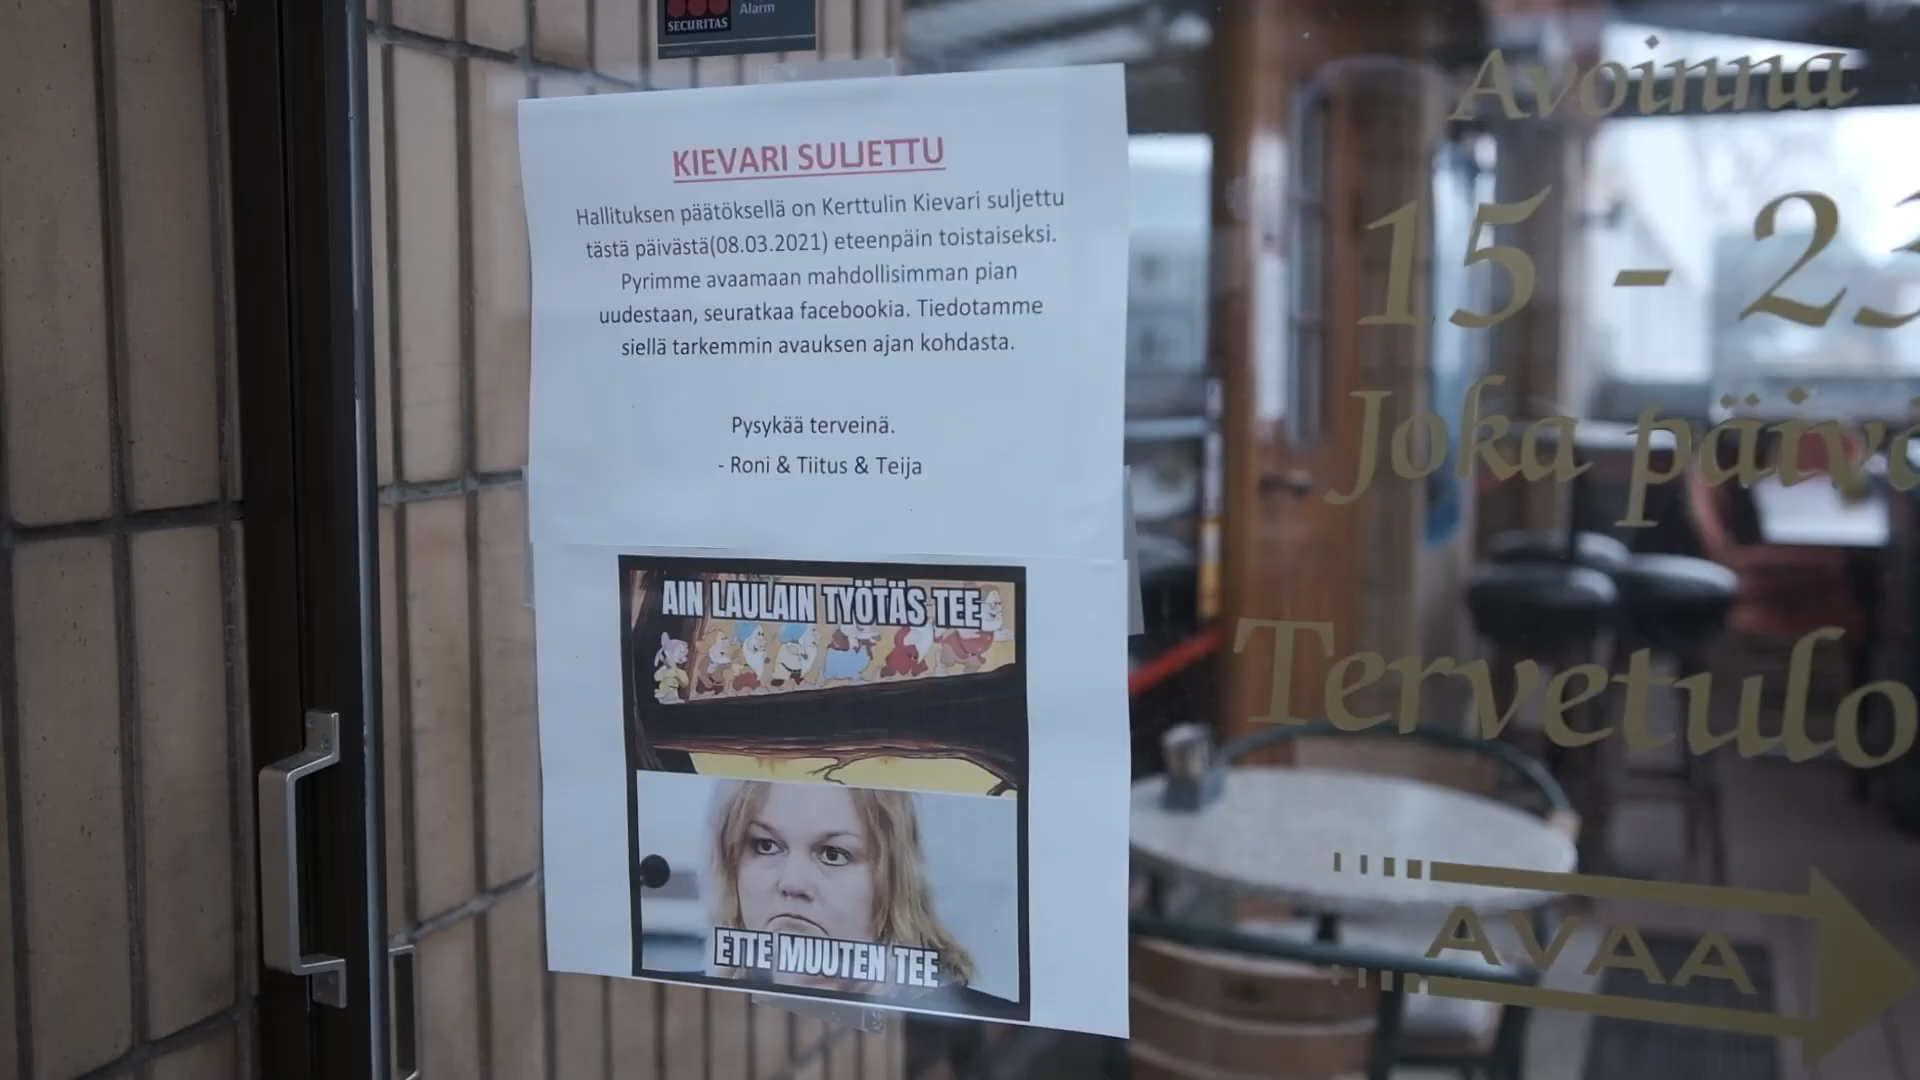 Alarm
SECURITAS
KIEVARI SULJETTU
Hallituksen päätöksellä on Kerttulin Kievari suljettu
tästä päivästä(08.03.2021) eteenpäin toistaiseksi.
Pyrimme avaamaan mahdollisimman pian
uudestaan, seuratkaa facebookia. Tiedotamme
siellä tarkemmin avauksen ajan kohdasta.
Pysykää terveinä.
- Roni & Tiitus & Teija
AIN LAULAIN TYÖTÄS TEE
ETTE MUUTEN TEE
Avoinna
15 - 23
Joka päivä
Tervetulo
AVAA